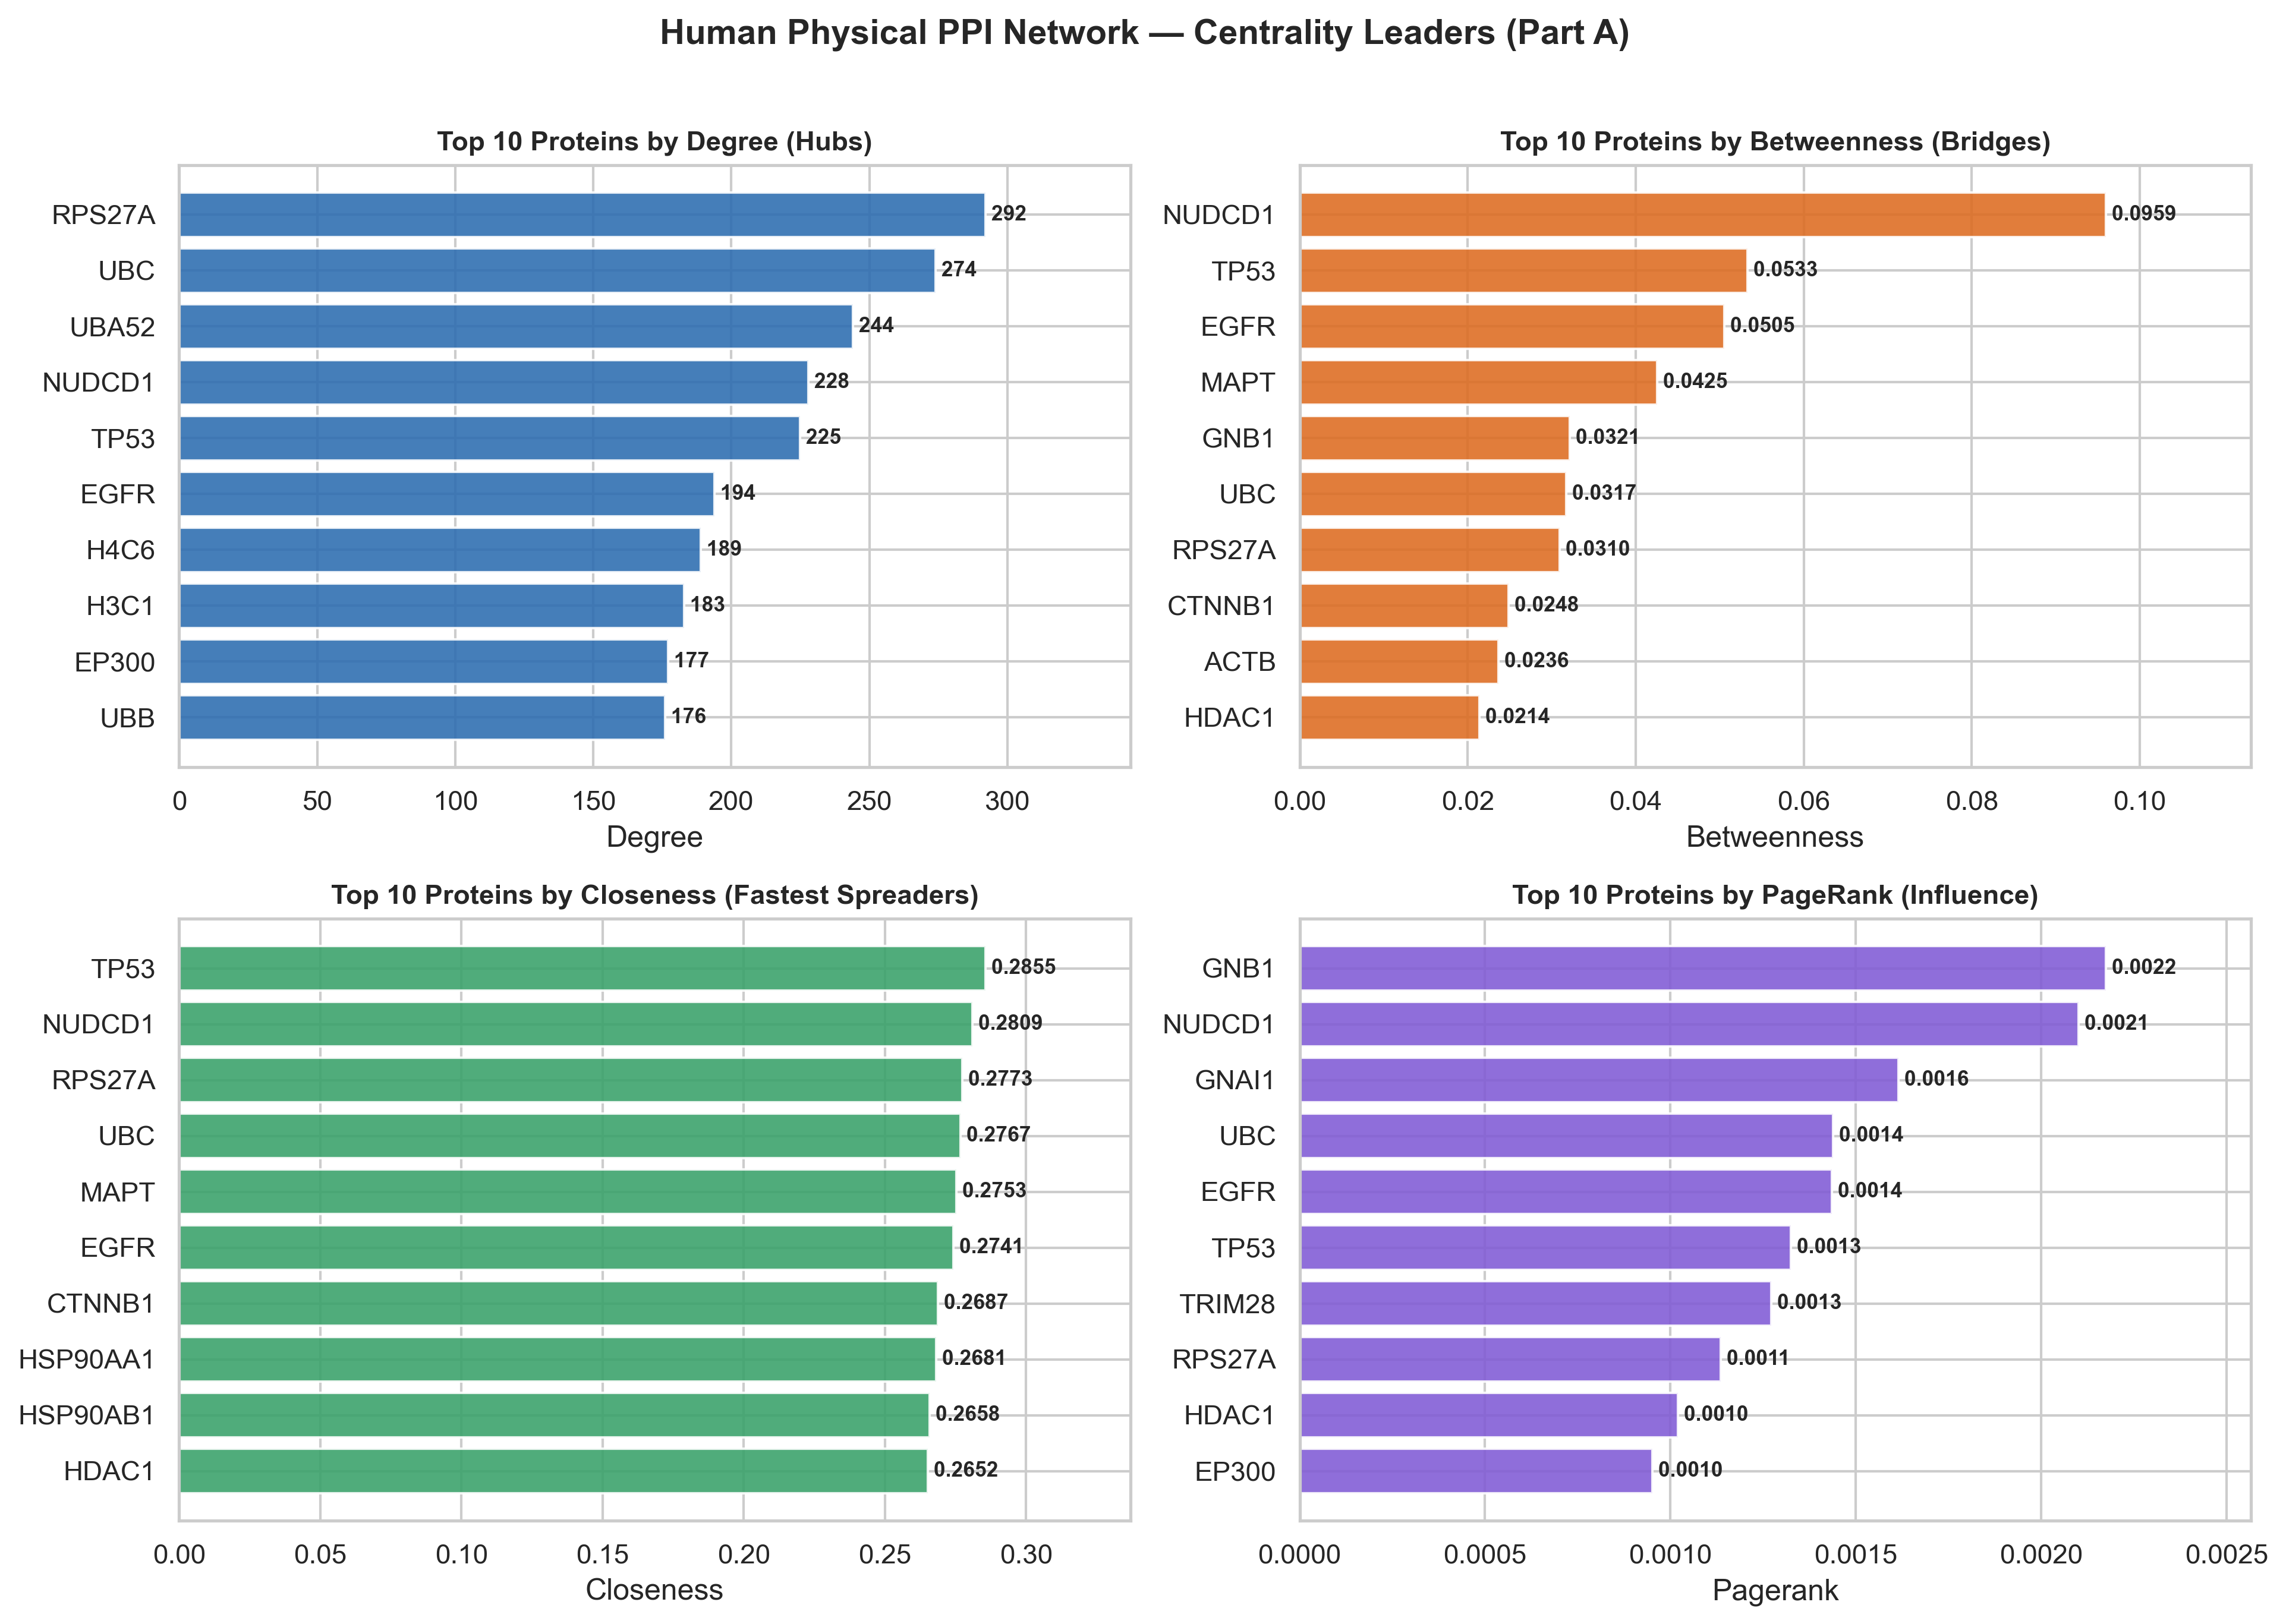 Human Physical PPI Network — Centrality Leaders (Part A)
Top 10 Proteins by Degree (Hubs)
RPS27A 292
UBC 274
UBA52 244
NUDCD1 228
TP53 225
EGFR 194
H4C6 189
H3C1 183
EP300 177
UBB 176
0 50 100 150 200 250 300
Degree
Top 10 Proteins by Betweenness (Bridges)
NUDCD1 0.0959
TP53 0.0533
EGFR 0.0505
MAPT 0.0425
GNB1 0.0321
UBC 0.0317
RPS27A 0.0310
CTNNB1 0.0248
ACTB 0.0236
HDAC1 0.0214
0.00 0.02 0.04 0.06 0.08 0.10
Betweenness
Top 10 Proteins by Closeness (Fastest Spreaders)
TP53 0.2855
NUDCD1 0.2809
RPS27A 0.2773
UBC 0.2767
MAPT 0.2753
EGFR 0.2741
CTNNB1 0.2687
HSP90AA1 0.2681
HSP90AB1 0.2658
HDAC1 0.2652
0.00 0.05 0.10 0.15 0.20 0.25 0.30
Closeness
Top 10 Proteins by PageRank (Influence)
GNB1 0.0022
NUDCD1 0.0021
GNAI1 0.0016
UBC 0.0014
EGFR 0.0014
TP53 0.0013
TRIM28 0.0013
RPS27A 0.0011
HDAC1 0.0010
EP300 0.0010
0.0000 0.0005 0.0010 0.0015 0.0020 0.0025
Pagerank